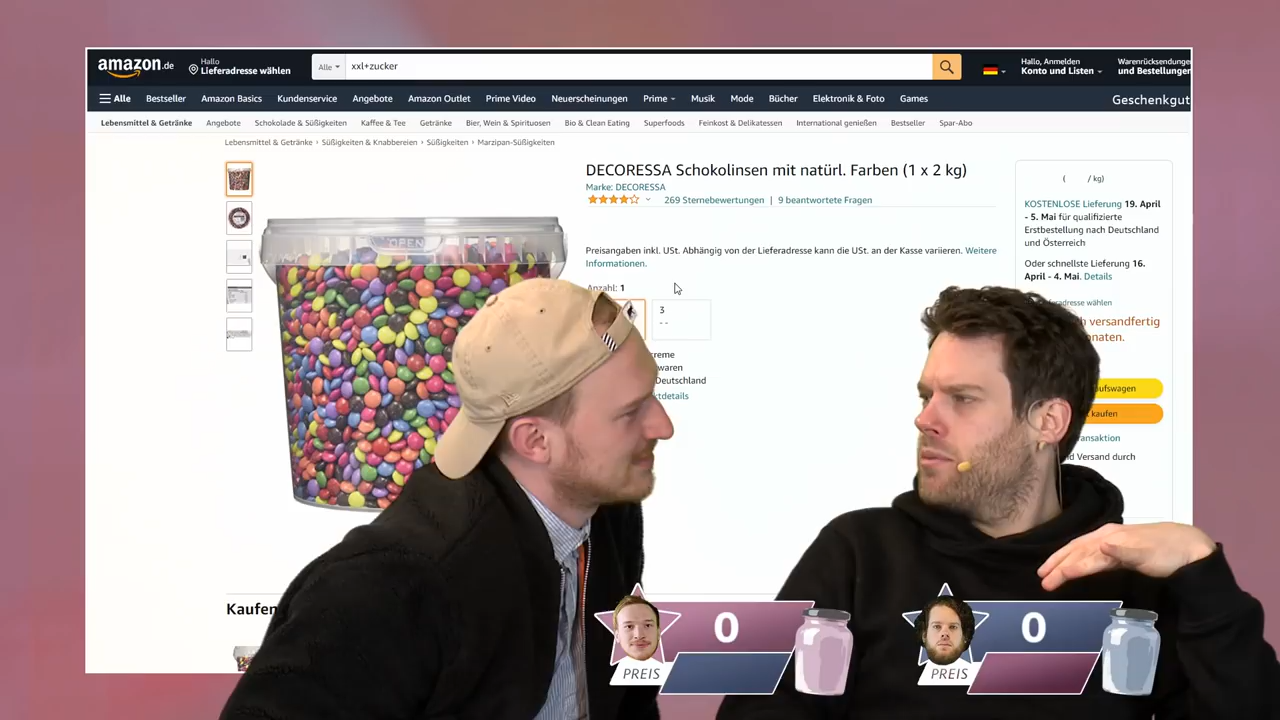 amazon.de
Hallo
Lieferadresse wählen
Alle
xxl+zucker
Hallo, Anmelden
Konto und Listen
Warenrücksendungen
und Bestellungen
Alle
Bestseller
Amazon Basics
Kundenservice
Angebote
Amazon Outlet
Prime Video
Neuerscheinungen
Prime
Musik
Mode
Bücher
Elektronik & Foto
Games
Geschenkgut
Lebensmittel & Getränke
Angebote
Schokolade & Süßigkeiten
Kaffee & Tee
Getränke
Bier, Wein & Spirituosen
Bio & Clean Eating
Superfoods
Feinkost & Delikatessen
International genießen
Bestseller
Spar-Abo
Lebensmittel & Getränke › Süßigkeiten & Knabbereien › Süßigkeiten › Marzipan-Süßigkeiten
OPEN
DECORESSA Schokolinsen mit natürl. Farben (1 x 2 kg)
Marke: DECORESSA
269 Sternebewertungen | 9 beantwortete Fragen
Preisangaben inkl. USt. Abhängig von der Lieferadresse kann die USt. an der Kasse variieren. Weitere
Informationen.
Anzahl: 1
3
- -
creme
waren
Deutschland
ktdetails
( / kg)
KOSTENLOSE Lieferung 19. April
- 5. Mai für qualifizierte
Erstbestellung nach Deutschland
und Österreich
Oder schnellste Lieferung 16.
April - 4. Mai. Details
adresse wählen
h versandfertig
onaten.
ufswagen
kaufen
ansaktion
d Versand durch
Kaufen
0
PREIS
0
PREIS